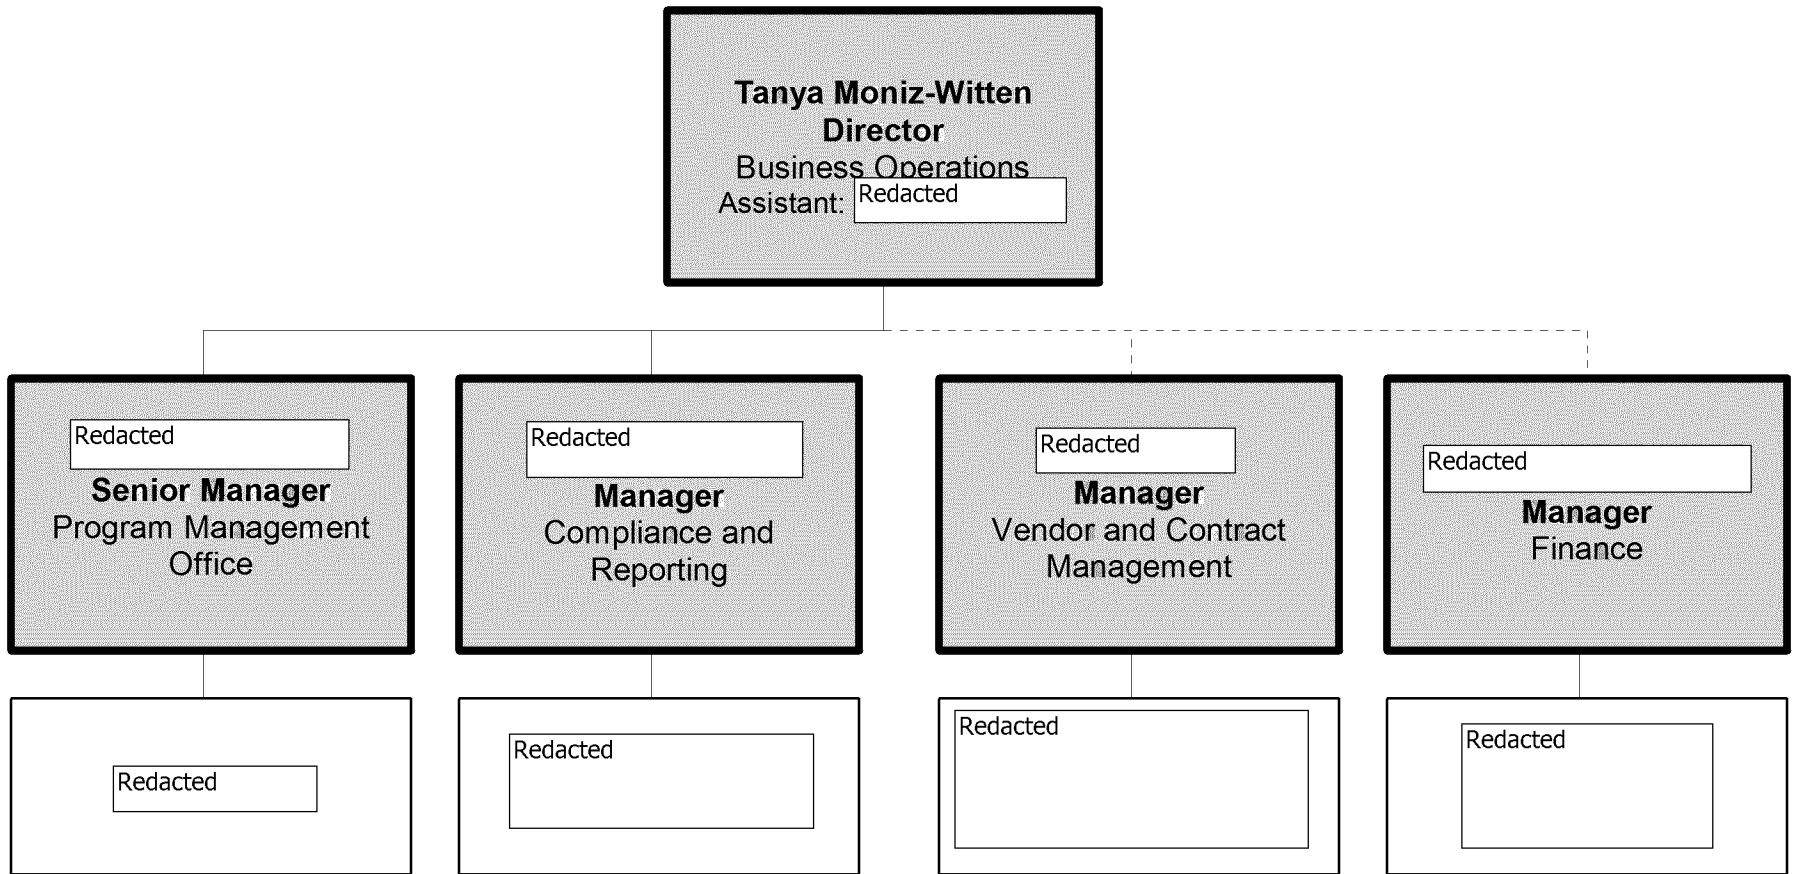 Tanya Moniz-Witten
Director
Business Operations
Assistant: Redacted
Redacted
Senior Manager
Program Management
Office
Redacted
Manager
Compliance and
Reporting
Redacted
Manager
Vendor and Contract
Management
Redacted
Manager
Finance
Redacted
Redacted
Redacted
Redacted